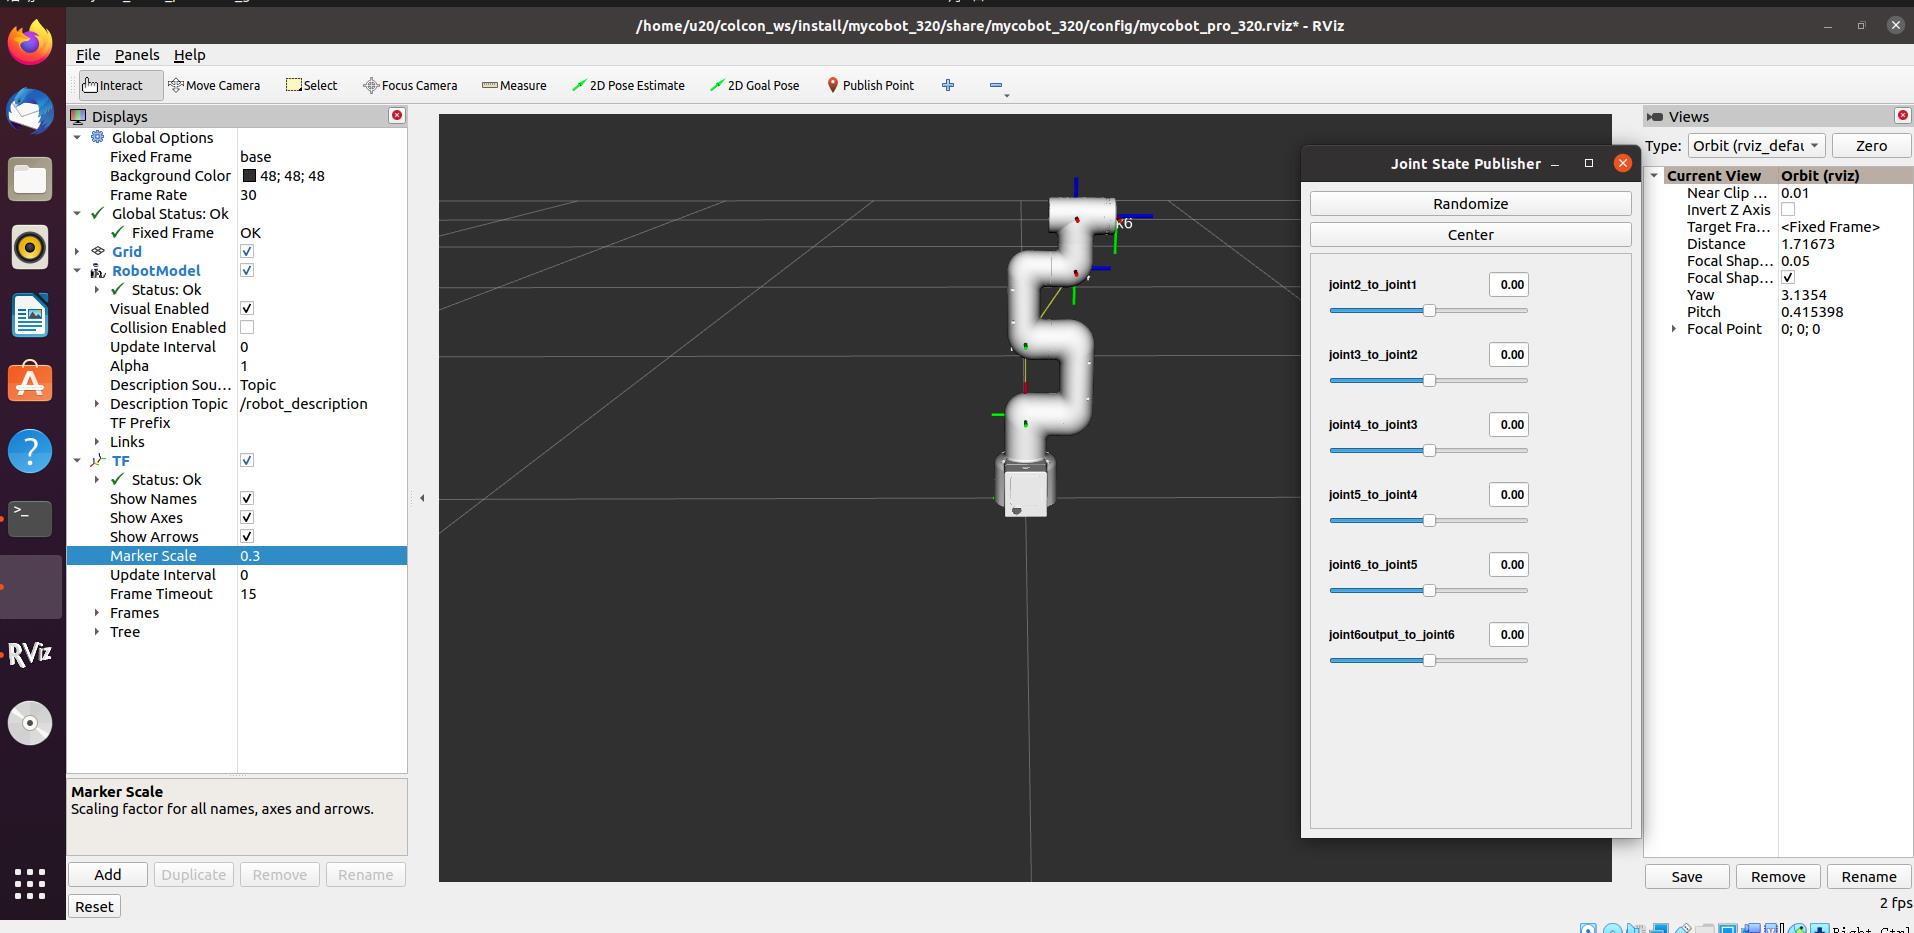 /home/u20/colcon_ws/install/mycobot_320/share/mycobot_320/config/mycobot_pro_320.rviz* - RViz
File Panels Help
Interact Move Camera Select Focus Camera Measure 2D Pose Estimate 2D Goal Pose Publish Point
Displays
Global Options
Fixed Frame base
Background Color 48; 48; 48
Frame Rate 30
Global Status: Ok
Fixed Frame OK
Grid
RobotModel
Status: Ok
Visual Enabled
Collision Enabled
Update Interval 0
Alpha 1
Description Sou... Topic
Description Topic /robot_description
TF Prefix
Links
TF
Status: Ok
Show Names
Show Axes
Show Arrows
Marker Scale 0.3
Update Interval 0
Frame Timeout 15
Frames
Tree
Marker Scale
Scaling factor for all names, axes and arrows.
Add Duplicate Remove Rename
Reset
RViz
Joint State Publisher
Randomize
Center
joint2_to_joint1 0.00
joint3_to_joint2 0.00
joint4_to_joint3 0.00
joint5_to_joint4 0.00
joint6_to_joint5 0.00
joint6output_to_joint6 0.00
Views
Type: Orbit (rviz_defau Zero
Current View Orbit (rviz)
Near Clip ... 0.01
Invert Z Axis
Target Fra... <Fixed Frame>
Distance 1.71673
Focal Shap... 0.05
Focal Shap...
Yaw 3.1354
Pitch 0.415398
Focal Point 0; 0; 0
Save Remove Rename
2 fps
Right Ctrl